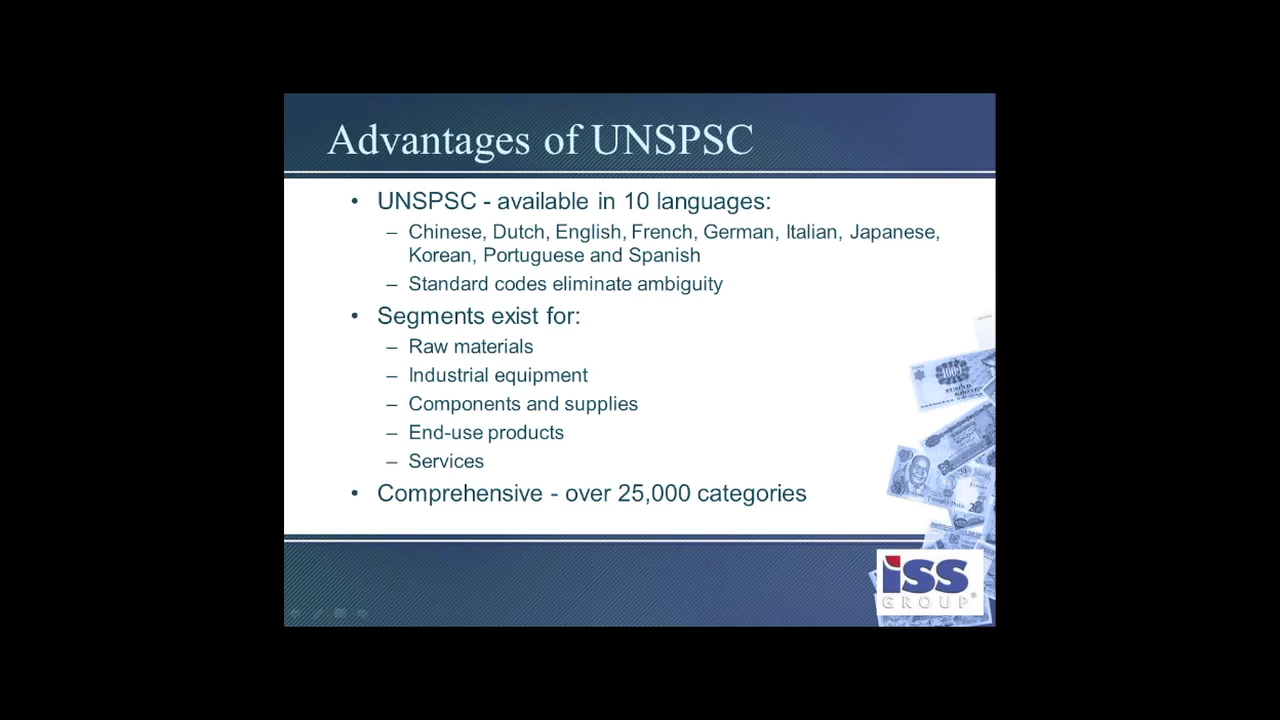 Advantages of UNSPSC
• UNSPSC - available in 10 languages:
– Chinese, Dutch, English, French, German, Italian, Japanese,
Korean, Portuguese and Spanish
– Standard codes eliminate ambiguity
• Segments exist for:
– Raw materials
– Industrial equipment
– Components and supplies
– End-use products
– Services
• Comprehensive - over 25,000 categories
iSS
GROUP®